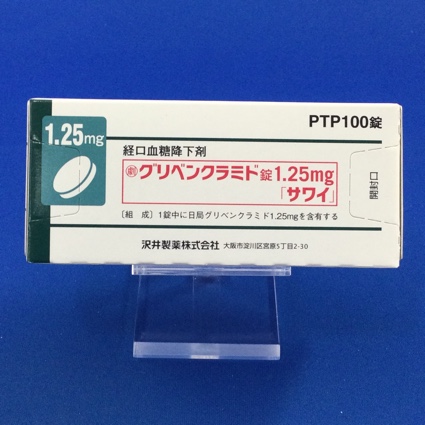 PTP100錠
1.25mg
経口血糖降下剤
劇 グリベンクラミド錠1.25mg
「サワイ」
〔組 成〕1錠中に日局グリベンクラミド1.25mgを含有する
開封口
沢井製薬株式会社 大阪市淀川区宮原5丁目2-30